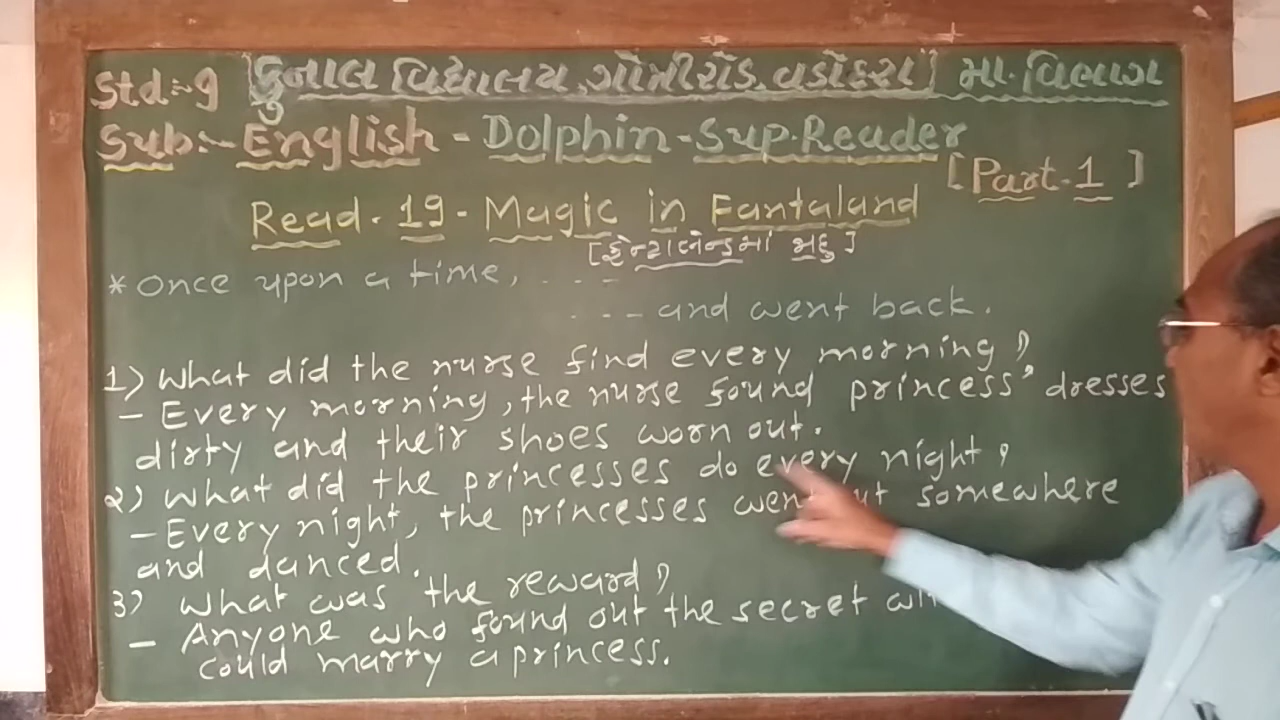 Std:-9 [કુનાલ વિદ્યાલય, ગોત્રીરોડ, વડોદરા] મા. વિભાગ
Sub:- English - Dolphin - Sup. Reader
[Part-1]
Read-19- Magic in Fantaland
[ફેન્ટાલેન્ડમાં જાદુ]
* Once upon a time, . . . -
. . . - and went back.
1) What did the nurse find every morning?
- Every morning, the nurse found princess' dresses
dirty and their shoes worn out.
2) What did the princesses do every night?
- Every night, the princesses went out somewhere
and danced.
3) What was the reward?
- Anyone who found out the secret
could marry a princess.